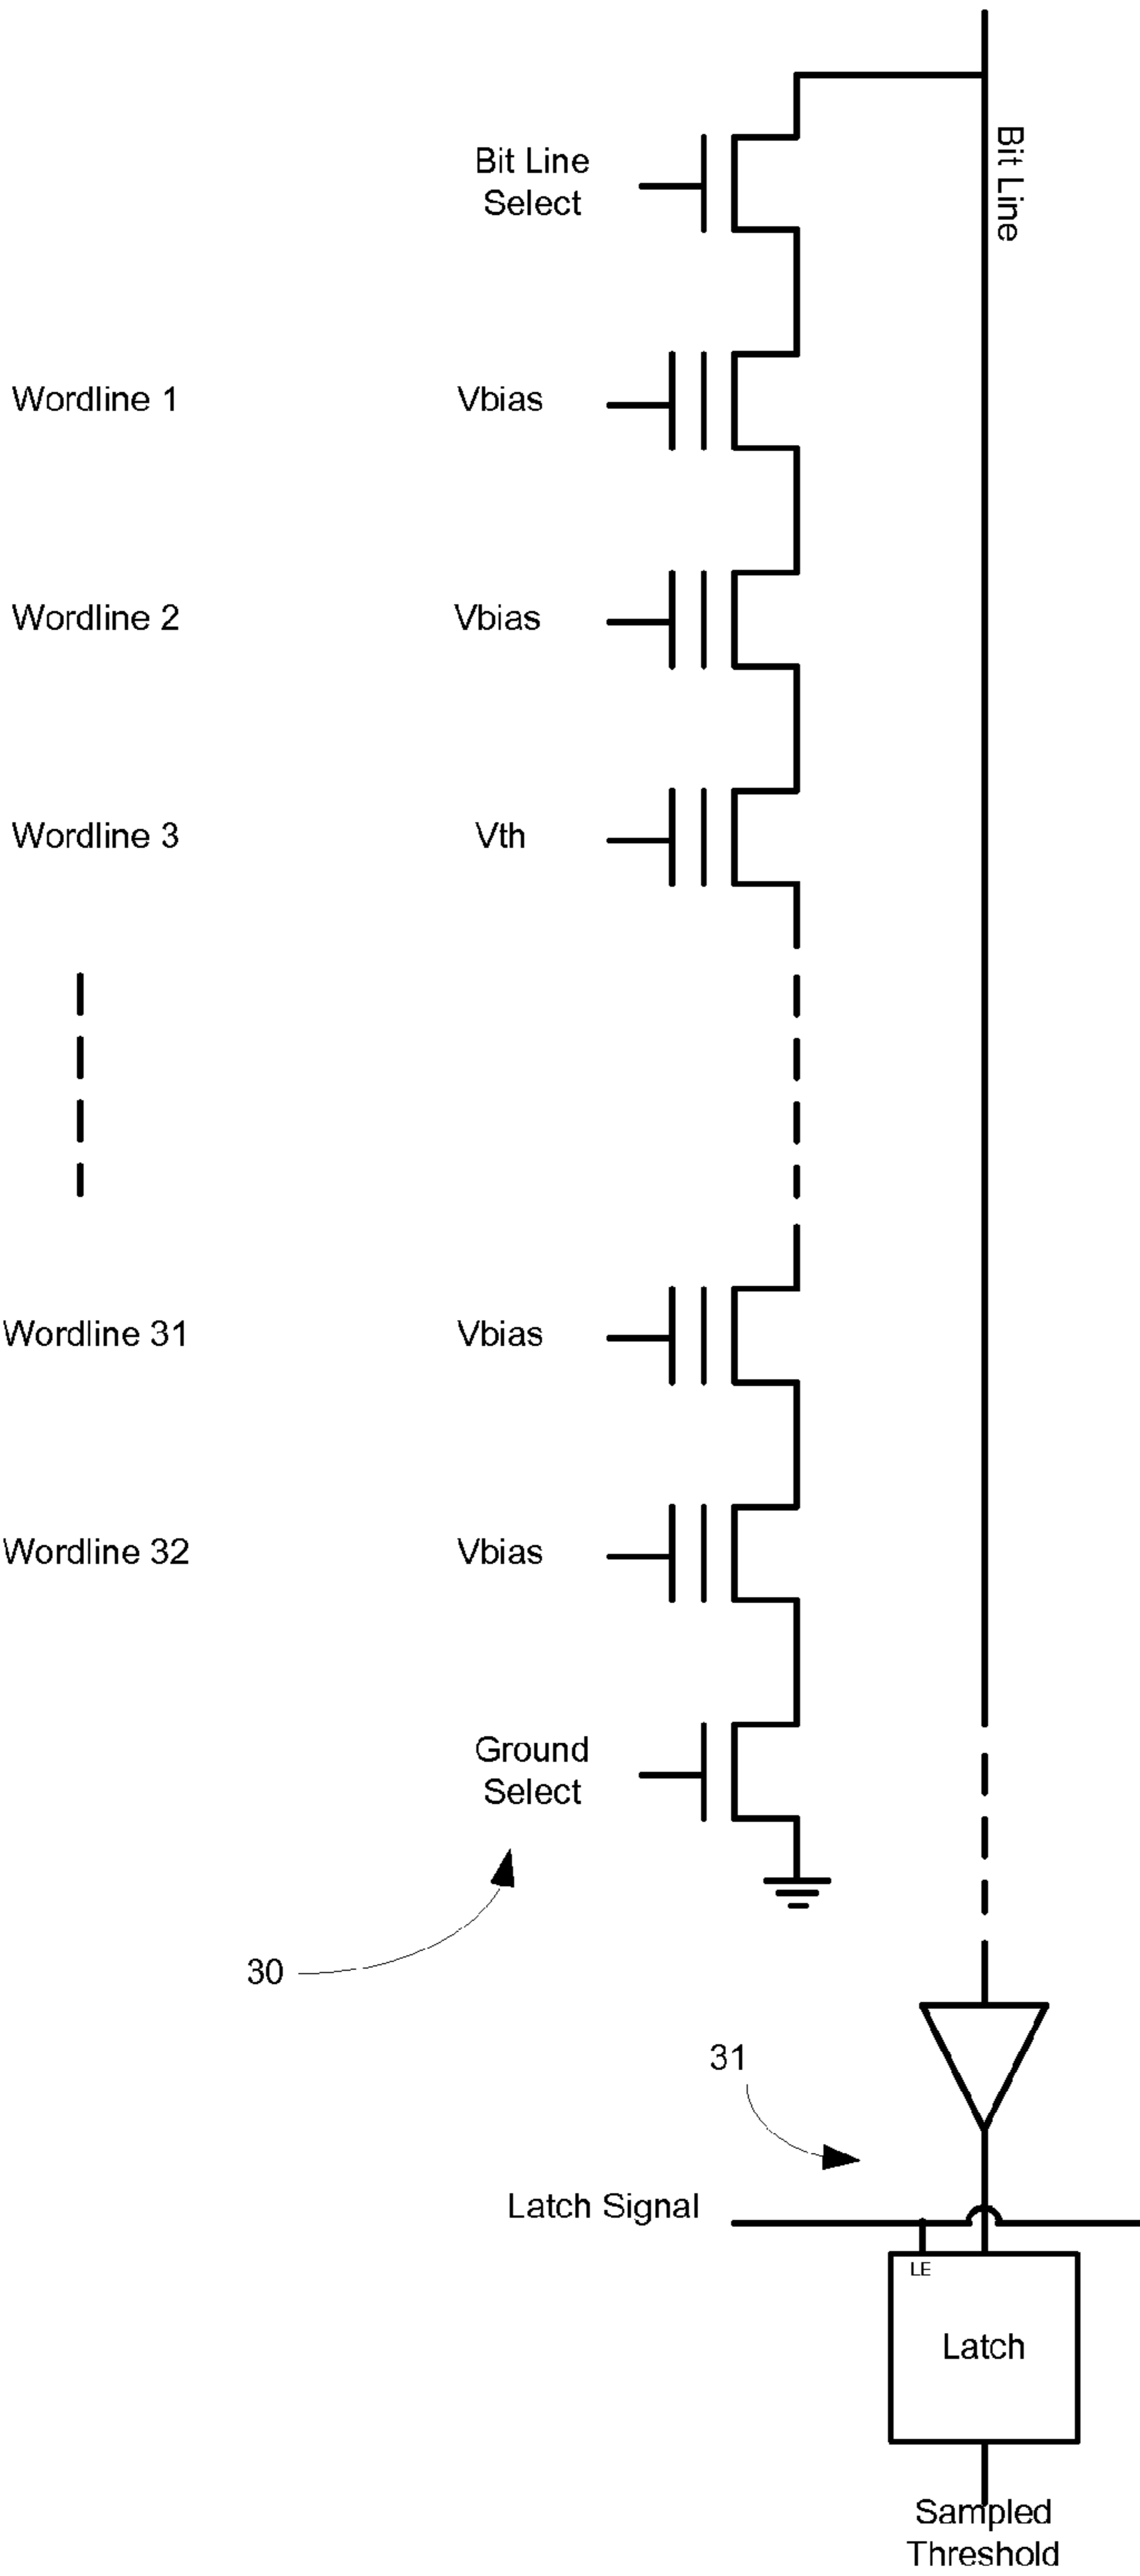 Bit Line
Bit Line
Select
Wordline 1
Vbias
Wordline 2
Vbias
Wordline 3
Vth
Wordline 31
Vbias
Wordline 32
Vbias
Ground
Select
30
31
Latch Signal
LE
Latch
Sampled
Threshold